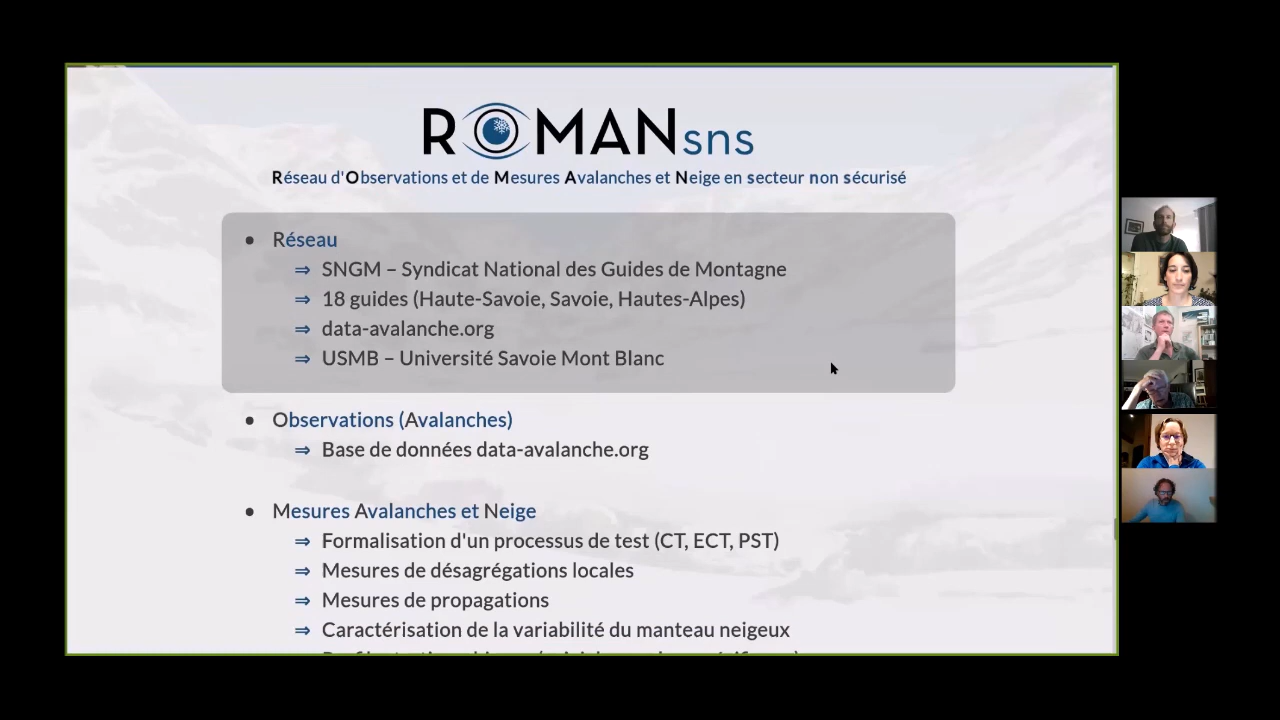 ROMANsns
Réseau d'Observations et de Mesures Avalanches et Neige en secteur non sécurisé
• Réseau
⇒ SNGM – Syndicat National des Guides de Montagne
⇒ 18 guides (Haute-Savoie, Savoie, Hautes-Alpes)
⇒ data-avalanche.org
⇒ USMB – Université Savoie Mont Blanc
• Observations (Avalanches)
⇒ Base de données data-avalanche.org
• Mesures Avalanches et Neige
⇒ Formalisation d'un processus de test (CT, ECT, PST)
⇒ Mesures de désagrégations locales
⇒ Mesures de propagations
⇒ Caractérisation de la variabilité du manteau neigeux